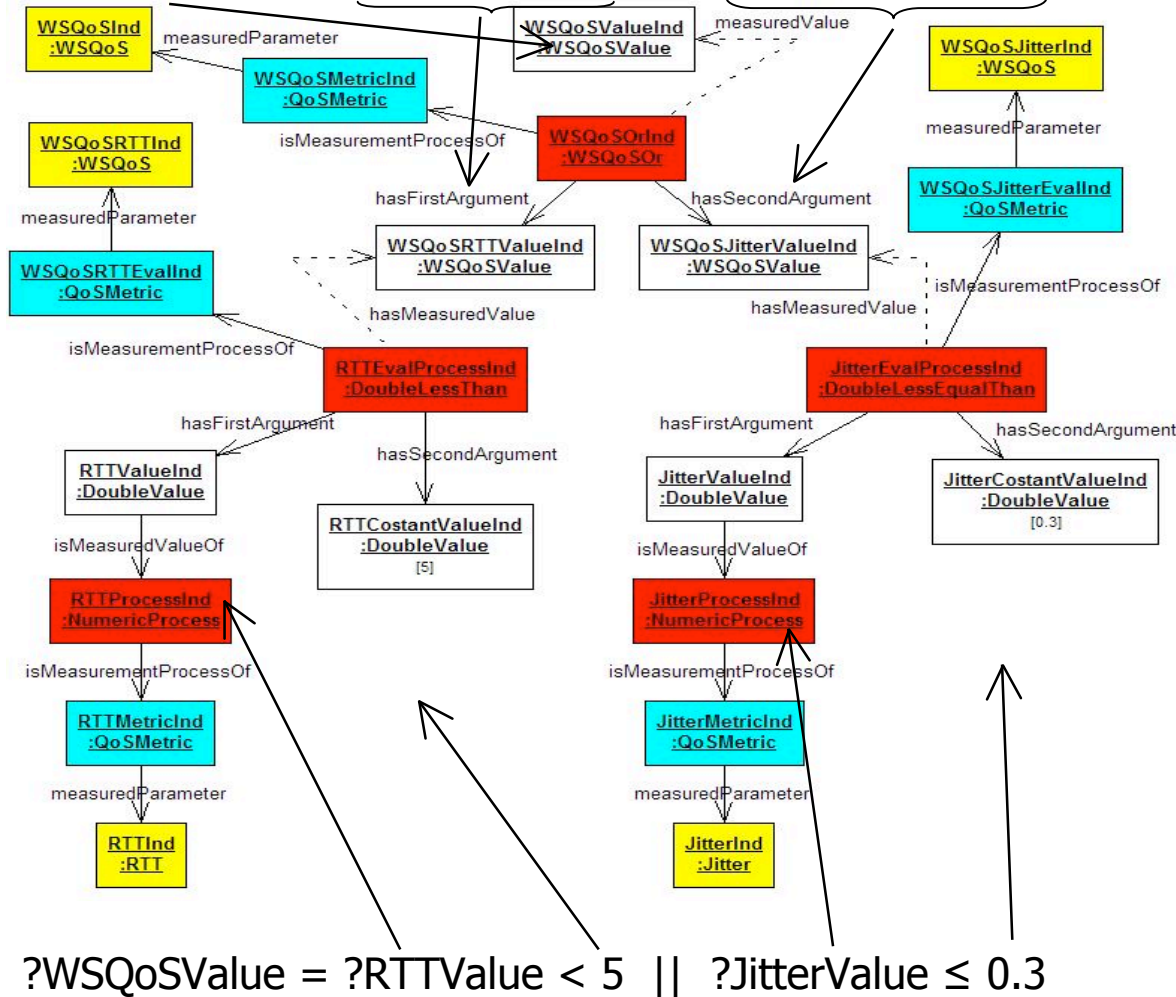 WSQoSInd
:WSQoS
measuredParameter
WSQoSValueInd
:WSQoSValue
measuredValue
WSQoSJitterInd
:WSQoS
WSQoSMetricInd
:QoSMetric
isMeasurementProcessOf
WSQoSOrInd
:WSQoSOr
measuredParameter
WSQoSRTTInd
:WSQoS
measuredParameter
hasFirstArgument
hasSecondArgument
WSQoSJitterEvalInd
:QoSMetric
WSQoSRTTValueInd
:WSQoSValue
WSQoSJitterValueInd
:WSQoSValue
WSQoSRTTEvalInd
:QoSMetric
isMeasurementProcessOf
hasMeasuredValue
hasMeasuredValue
isMeasurementProcessOf
RTTEvalProcessInd
:DoubleLessThan
JitterEvalProcessInd
:DoubleLessEqualThan
hasFirstArgument
hasSecondArgument
hasFirstArgument
hasSecondArgument
RTTValueInd
:DoubleValue
RTTCostantValueInd
:DoubleValue
[5]
JitterValueInd
:DoubleValue
JitterCostantValueInd
:DoubleValue
[0.3]
isMeasuredValueOf
isMeasuredValueOf
RTTProcessInd
:NumericProcess
JitterProcessInd
:NumericProcess
isMeasurementProcessOf
isMeasurementProcessOf
RTTMetricInd
:QoSMetric
JitterMetricInd
:QoSMetric
measuredParameter
measuredParameter
RTTInd
:RTT
JitterInd
:Jitter
?WSQoSValue = ?RTTValue < 5 || ?JitterValue ≤ 0.3